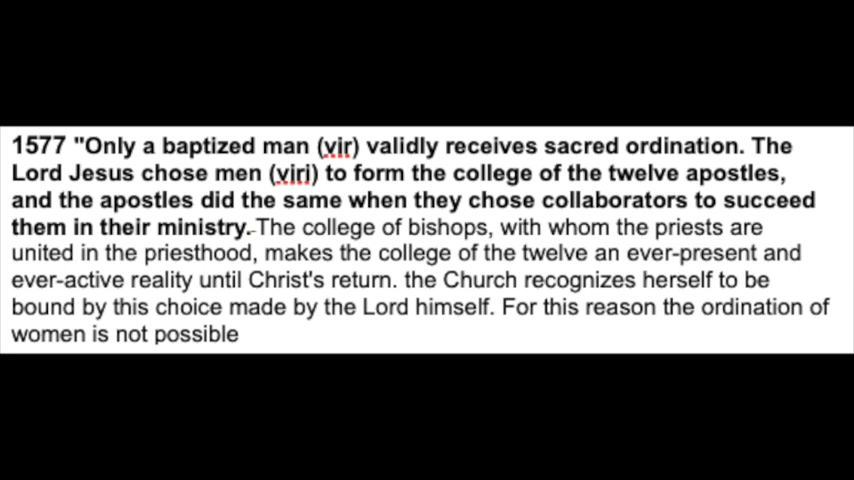 1577 "Only a baptized man (vir) validly receives sacred ordination. The
Lord Jesus chose men (viri) to form the college of the twelve apostles,
and the apostles did the same when they chose collaborators to succeed
them in their ministry. The college of bishops, with whom the priests are
united in the priesthood, makes the college of the twelve an ever-present and
ever-active reality until Christ's return. the Church recognizes herself to be
bound by this choice made by the Lord himself. For this reason the ordination of
women is not possible